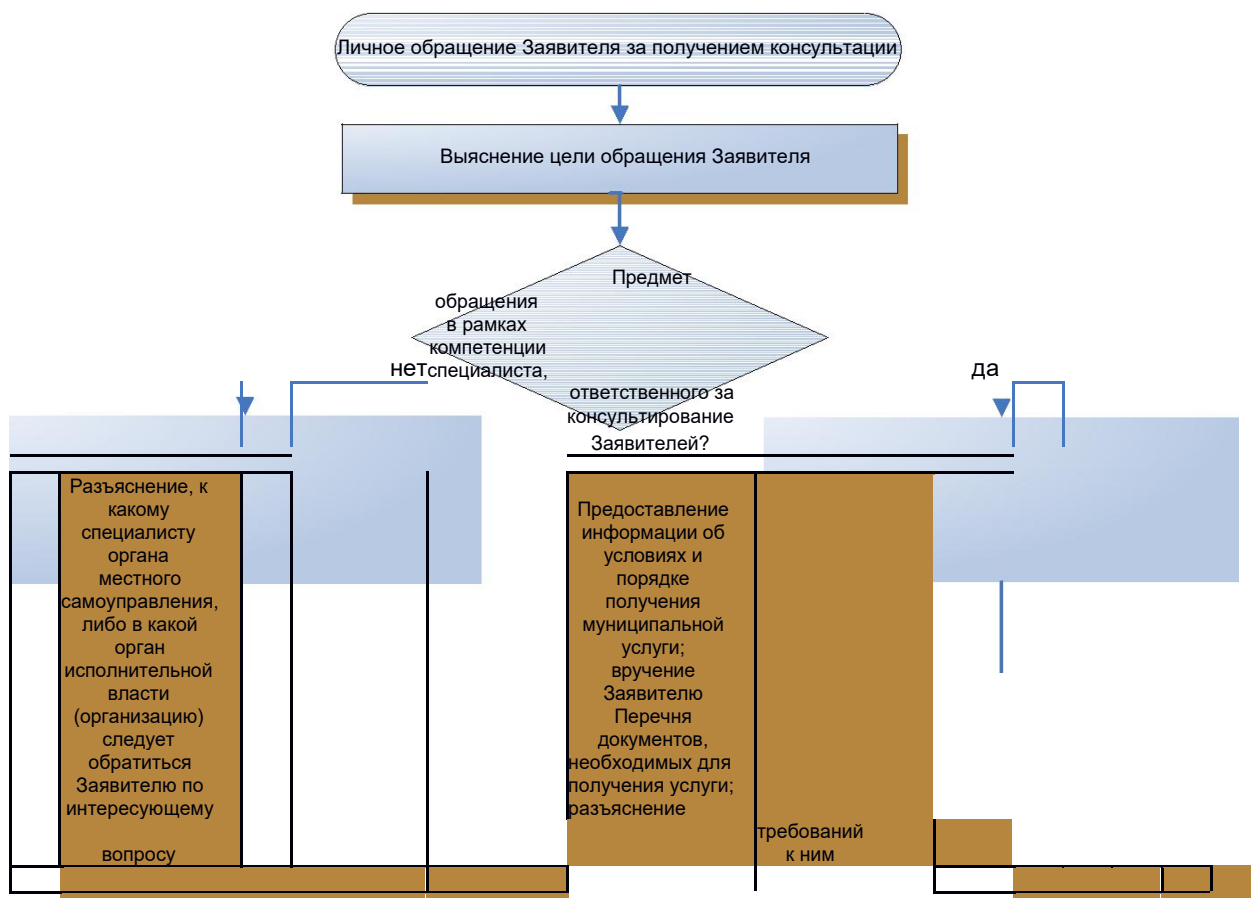 Личное обращение Заявителя за получением консультации
Выяснение цели обращения Заявителя
Предмет
обращения
в рамках
компетенции
специалиста,
ответственного за
консультирование
Заявителей?
нет
да
Разъяснение, к
какому
специалисту
органа
местного
самоуправления,
либо в какой
орган
исполнительной
власти
(организацию)
следует
обратиться
Заявителю по
интересующему
вопросу
Предоставление
информации об
условиях и
порядке
получения
муниципальной
услуги;
вручение
Заявителю
Перечня
документов,
необходимых для
получения услуги;
разъяснение
требований
к ним